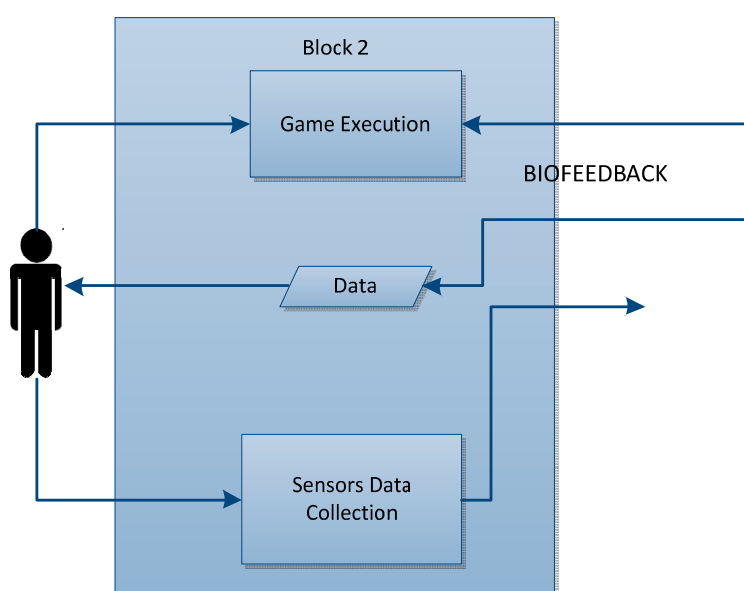 Block 2
Game Execution
BIOFEEDBACK
Data
Sensors Data
Collection